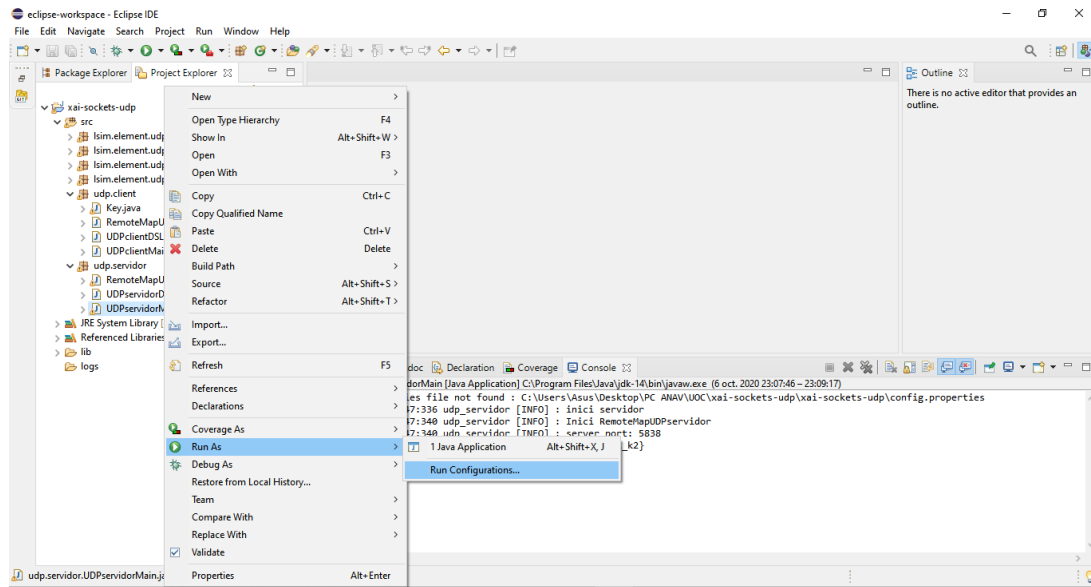 eclipse-workspace - Eclipse IDE
File Edit Navigate Search Project Run Window Help
Package Explorer Project Explorer
Outline
There is no active editor that provides an
outline.
xai-sockets-udp
src
lsim.element.udp
lsim.element.udp
lsim.element.udp
lsim.element.udp
udp.client
Key.java
RemoteMapU
UDPclientDSL
UDPclientMai
udp.servidor
RemoteMapU
UDPservidorD
UDPservidorM
JRE System Library [
Referenced Libraries
lib
logs
New
Open Type Hierarchy F4
Show In Alt+Shift+W >
Open F3
Open With
Copy Ctrl+C
Copy Qualified Name
Paste Ctrl+V
Delete Delete
Build Path
Source Alt+Shift+S >
Refactor Alt+Shift+T >
Import...
Export...
Refresh F5
References
Declarations
Coverage As
Run As
Debug As
Restore from Local History...
Team
Compare With
Replace With
Validate
Properties Alt+Enter
1 Java Application Alt+Shift+X, J
Run Configurations...
doc Declaration Coverage Console
dorMain [Java Application] C:\Program Files\Java\jdk-14\bin\javaw.exe (6 oct. 2020 23:07:46 – 23:09:17)
es file not found : C:\Users\Asus\Desktop\PC ANAV\UOC\xai-sockets-udp\xai-sockets-udp\config.properties
47:336 udp_servidor [INFO] : inici servidor
47:340 udp_servidor [INFO] : Inici RemoteMapUDPservidor
47:340 udp_servidor [INFO] : server port: 5838
_k2}
udp.servidor.UDPservidorMain.ja